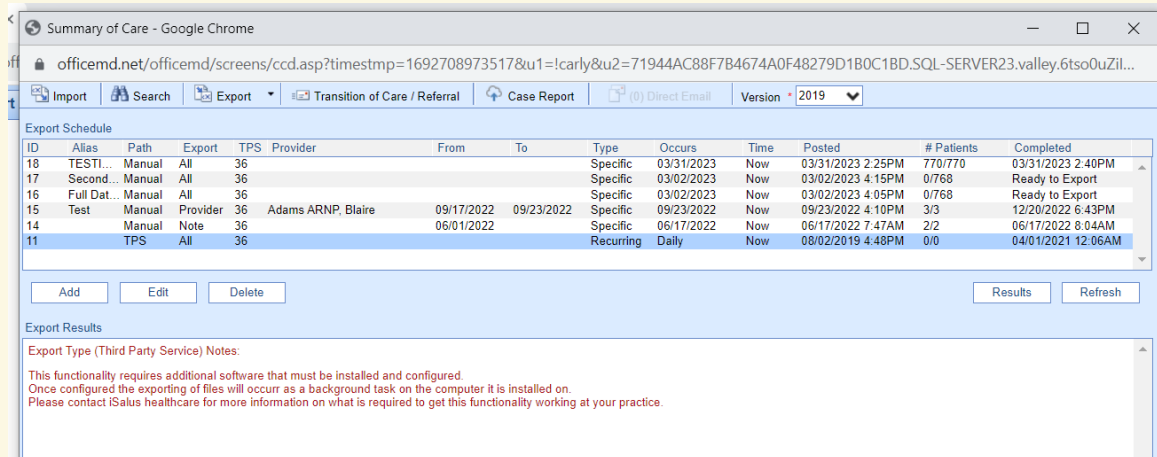 Summary of Care - Google Chrome
officemd.net/officemd/screens/ccd.asp?timestmp=1692708973517&u1=!carly&u2=71944AC88F7B4674A0F48279D1B0C1BD.SQL-SERVER23.valley.6tso0uZil...
Import Search Export Transition of Care / Referral Case Report (0) Direct Email Version * 2019
Export Schedule
ID Alias Path Export TPS Provider From To Type Occurs Time Posted # Patients Completed
18 TESTI... Manual All 36 Specific 03/31/2023 Now 03/31/2023 2:25PM 770/770 03/31/2023 2:40PM
17 Second... Manual All 36 Specific 03/02/2023 Now 03/02/2023 4:15PM 0/768 Ready to Export
16 Full Dat... Manual All 36 Specific 03/02/2023 Now 03/02/2023 4:05PM 0/768 Ready to Export
15 Test Manual Provider 36 Adams ARNP, Blaire 09/17/2022 09/23/2022 Specific 09/23/2022 Now 09/23/2022 4:10PM 3/3 12/20/2022 6:43PM
14 Manual Note 36 06/01/2022 Specific 06/17/2022 Now 06/17/2022 7:47AM 2/2 06/17/2022 8:04AM
11 TPS All 36 Recurring Daily Now 08/02/2019 4:48PM 0/0 04/01/2021 12:06AM
Add Edit Delete Results Refresh
Export Results
Export Type (Third Party Service) Notes:
This functionality requires additional software that must be installed and configured.
Once configured the exporting of files will occurr as a background task on the computer it is installed on.
Please contact iSalus healthcare for more information on what is required to get this functionality working at your practice.